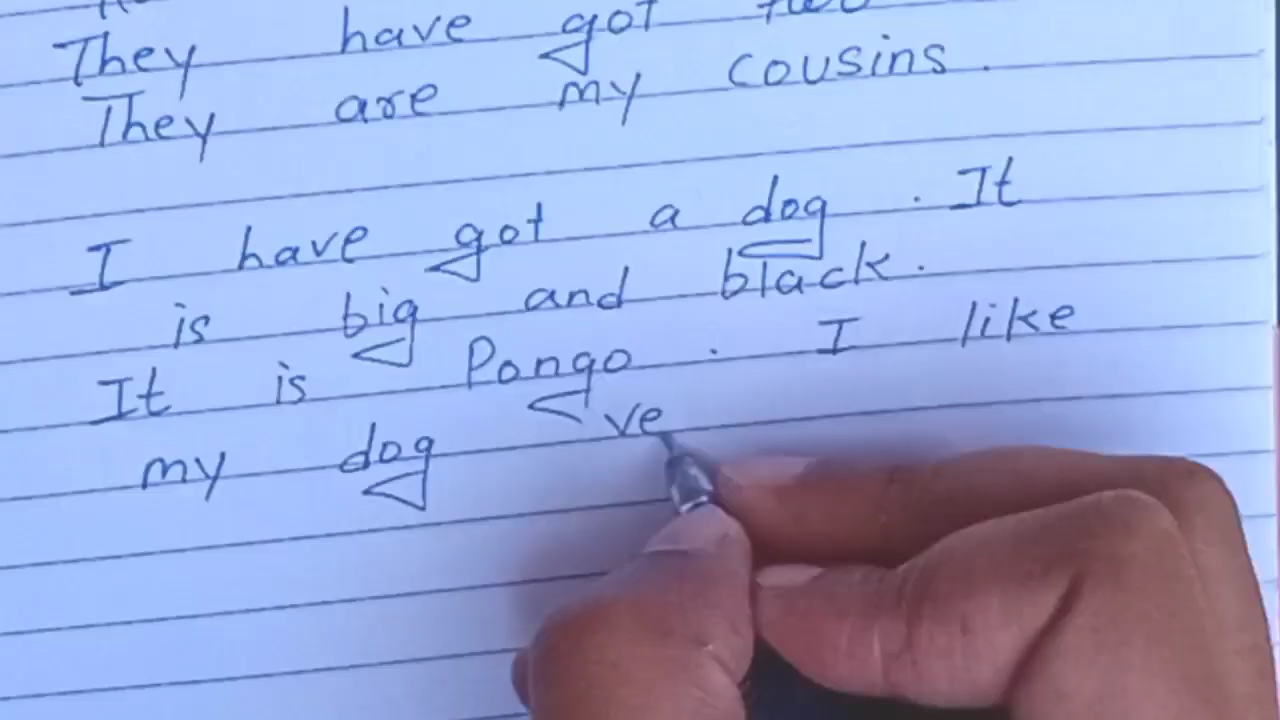 They have got two
They are my cousins.
I have got a dog. It
is big and black.
It is Pongo. I like
my dog ve